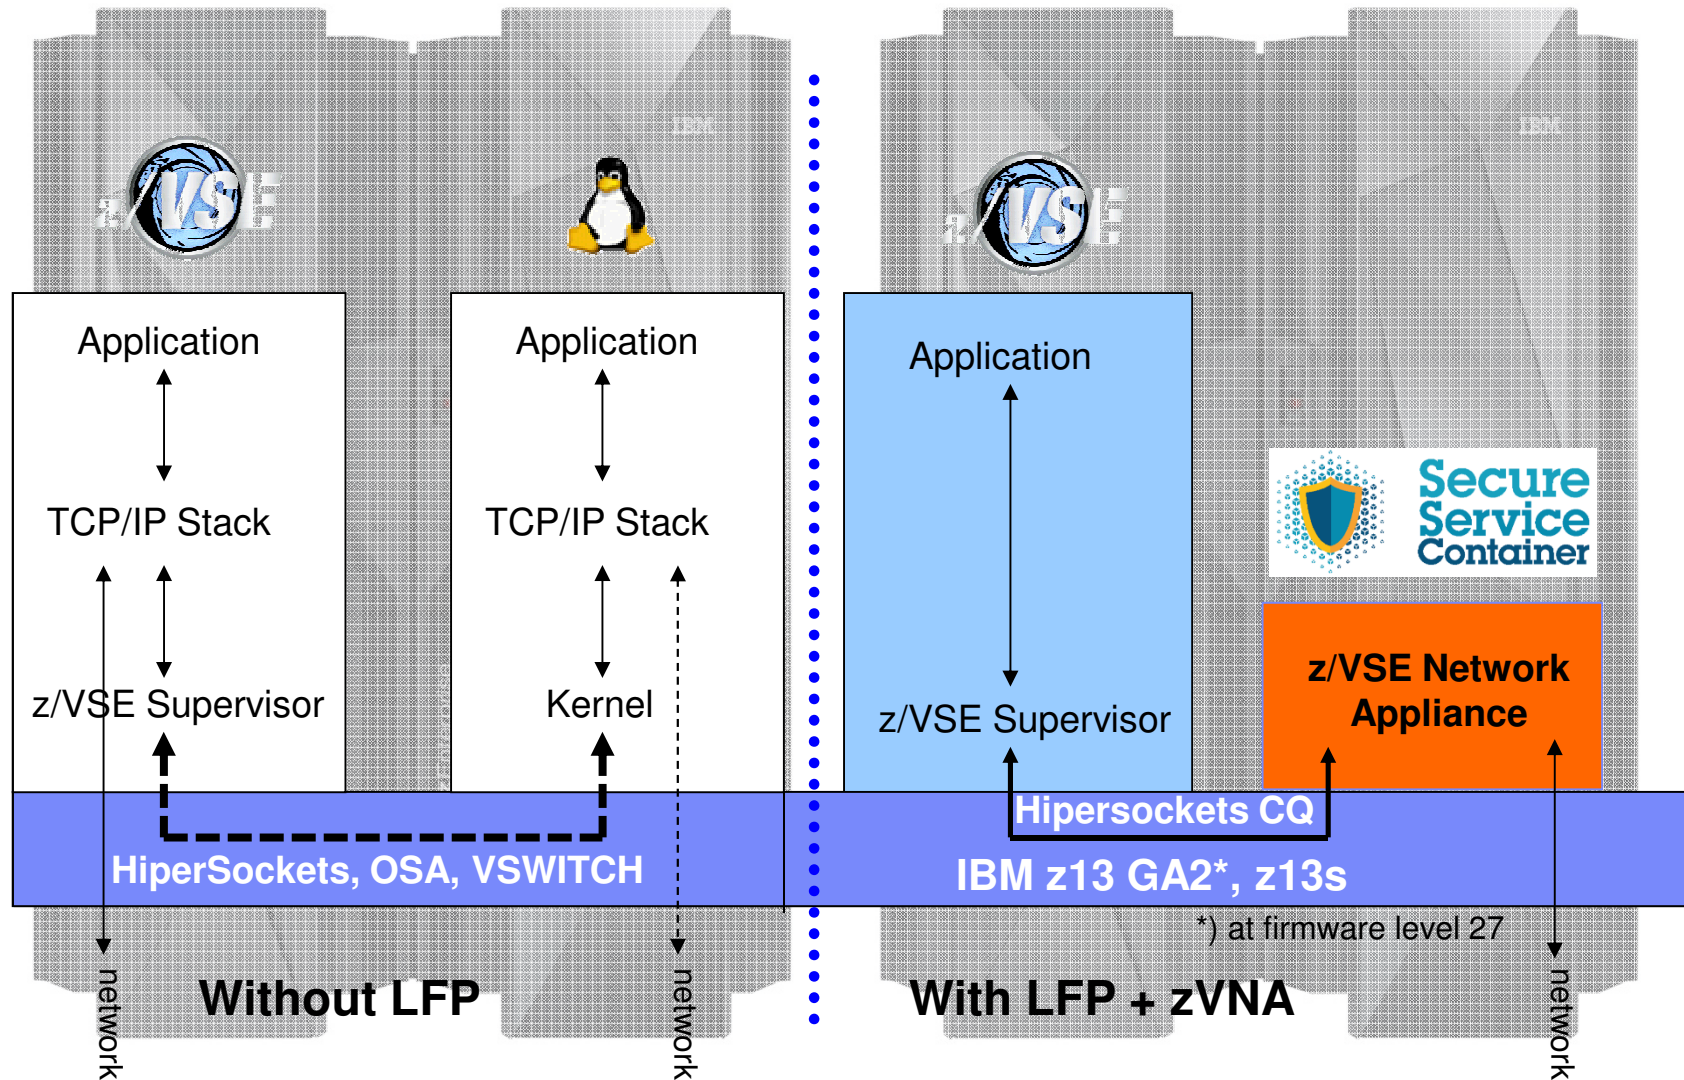 IBM
IBM
z/VSE
z/VSE
Application
Application
Application
TCP/IP Stack
TCP/IP Stack
Secure
Service
Container
z/VSE Supervisor
Kernel
z/VSE Supervisor
z/VSE Network
Appliance
Hipersockets CQ
HiperSockets, OSA, VSWITCH
IBM z13 GA2*, z13s
*) at firmware level 27
network
Without LFP
network
With LFP + zVNA
network